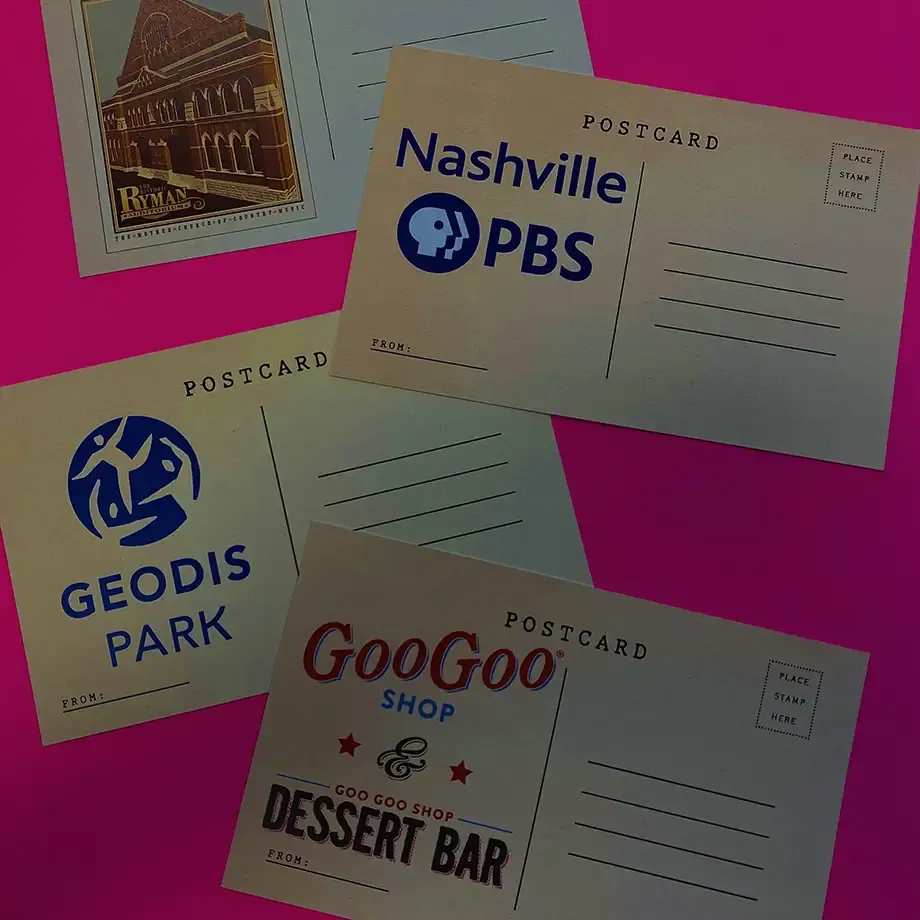 THE HISTORIC
RYMAN
AUDITORIUM
THE·MOTHER·CHURCH·OF·COUNTRY·MUSIC
POSTCARD
PLACE
STAMP
HERE
Nashville
PBS
FROM:
POSTCARD
GEODIS
PARK
FROM:
POSTCARD
PLACE
STAMP
HERE
GooGoo®
SHOP
&
GOO GOO SHOP
DESSERT BAR
FROM: